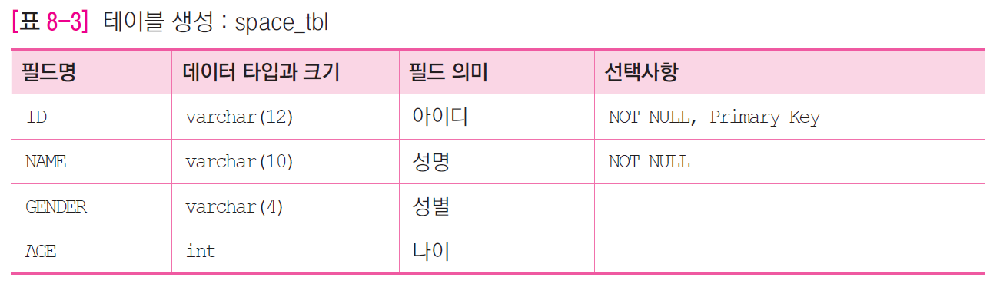 [표 8-3] 테이블 생성 : space_tbl
필드명 데이터 타입과 크기 필드 의미 선택사항
ID varchar(12) 아이디 NOT NULL, Primary Key
NAME varchar(10) 성명 NOT NULL
GENDER varchar(4) 성별
AGE int 나이